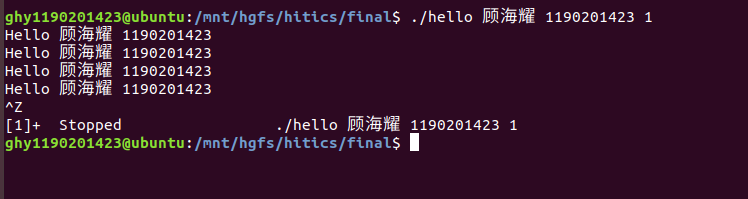 ghy1190201423@ubuntu:/mnt/hgfs/hitics/final$ ./hello 顾海耀 1190201423 1
Hello 顾海耀 1190201423
Hello 顾海耀 1190201423
Hello 顾海耀 1190201423
Hello 顾海耀 1190201423
^Z
[1]+  Stopped                 ./hello 顾海耀 1190201423 1
ghy1190201423@ubuntu:/mnt/hgfs/hitics/final$